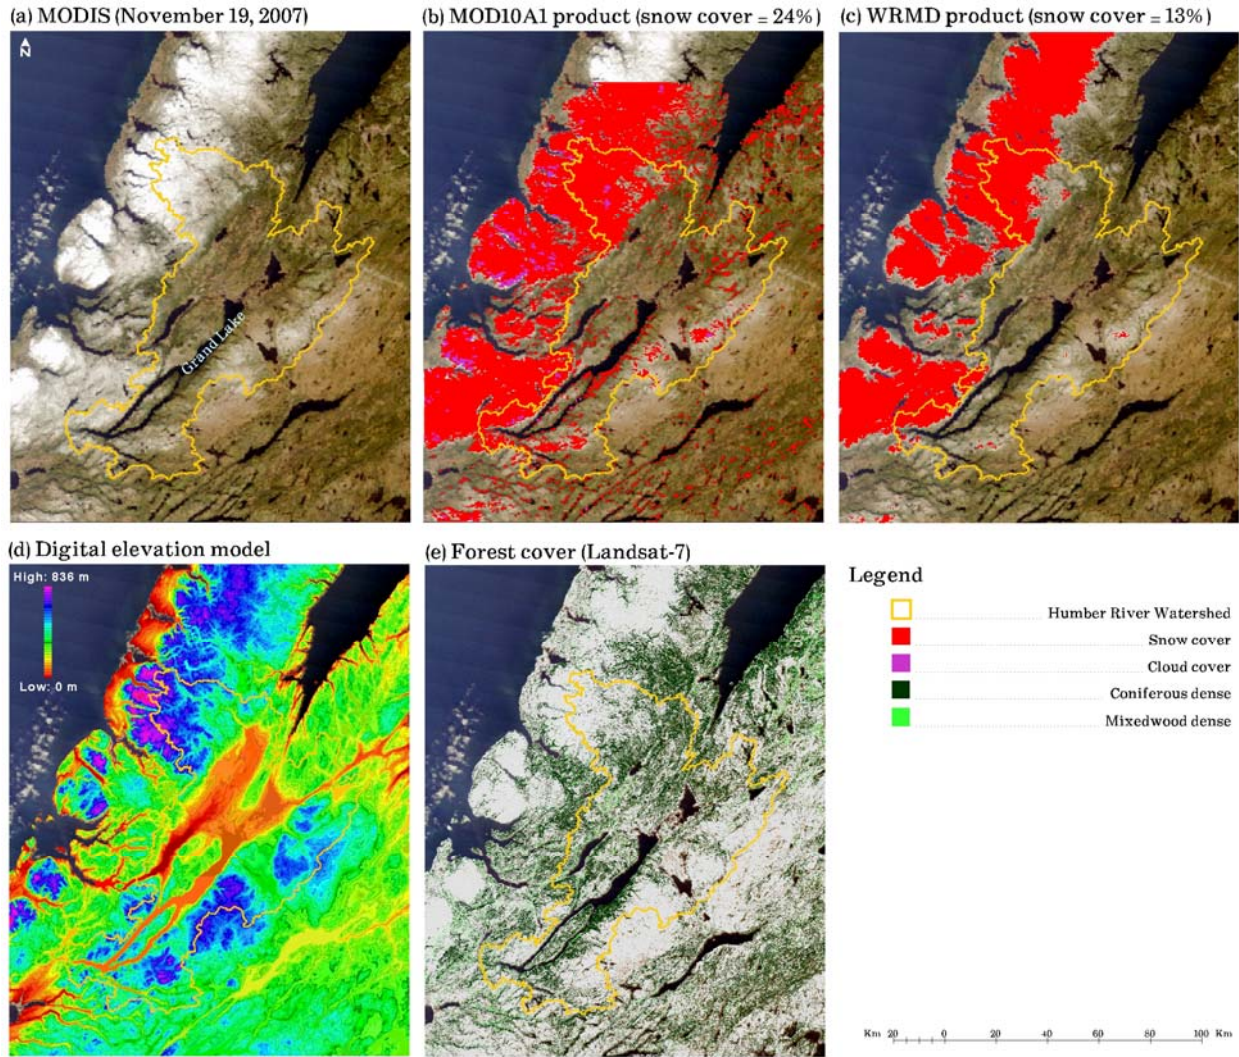 (a) MODIS (November 19, 2007)
(b) MOD10A1 product (snow cover = 24%)
(c) WRMD product (snow cover = 13%)
N
Grand Lake
(d) Digital elevation model
(e) Forest cover (Landsat-7)
High: 836 m
Low: 0 m
Legend
Humber River Watershed
Snow cover
Cloud cover
Coniferous dense
Mixedwood dense
Km 20 0 20 40 60 80 100 Km